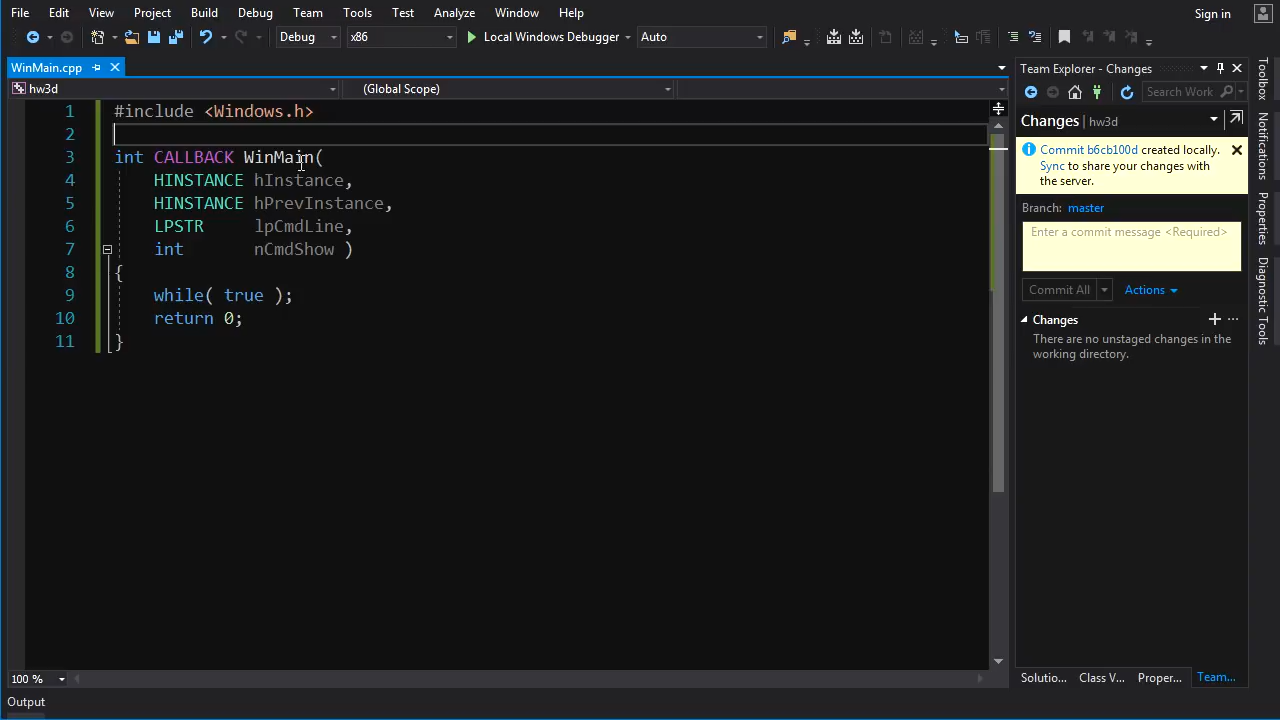 File Edit View Project Build Debug Team Tools Test Analyze Window Help
Sign in
Debug x86 Local Windows Debugger Auto
WinMain.cpp
hw3d (Global Scope)
1 #include <Windows.h>
2
3 int CALLBACK WinMain(
4 HINSTANCE hInstance,
5 HINSTANCE hPrevInstance,
6 LPSTR lpCmdLine,
7 int nCmdShow )
8 {
9 while( true );
10 return 0;
11 }
100 %
Output
Team Explorer - Changes
Search Work
Changes | hw3d
Commit b6cb100d created locally.
Sync to share your changes with
the server.
Branch: master
Enter a commit message <Required>
Commit All Actions
Changes
There are no unstaged changes in the
working directory.
Solutio... Class V... Proper... Team...
Toolbox
Notifications
Properties
Diagnostic Tools